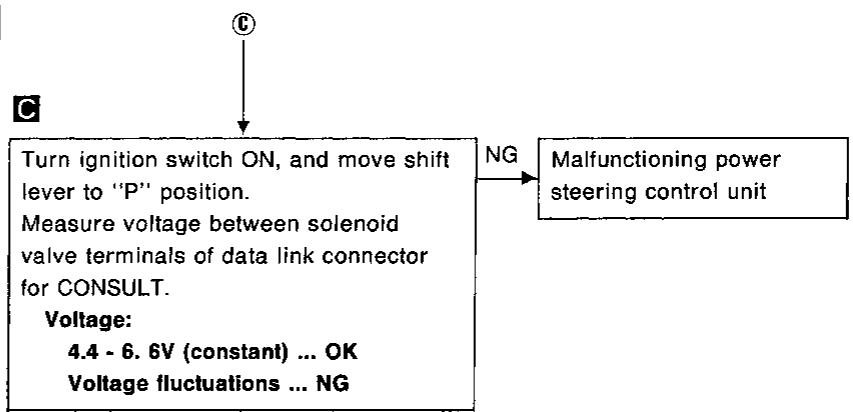 ©
C
Turn ignition switch ON, and move shift
lever to "P" position.
Measure voltage between solenoid
valve terminals of data link connector
for CONSULT.
Voltage:
4.4 - 6. 6V (constant) ... OK
Voltage fluctuations ... NG
NG
Malfunctioning power
steering control unit